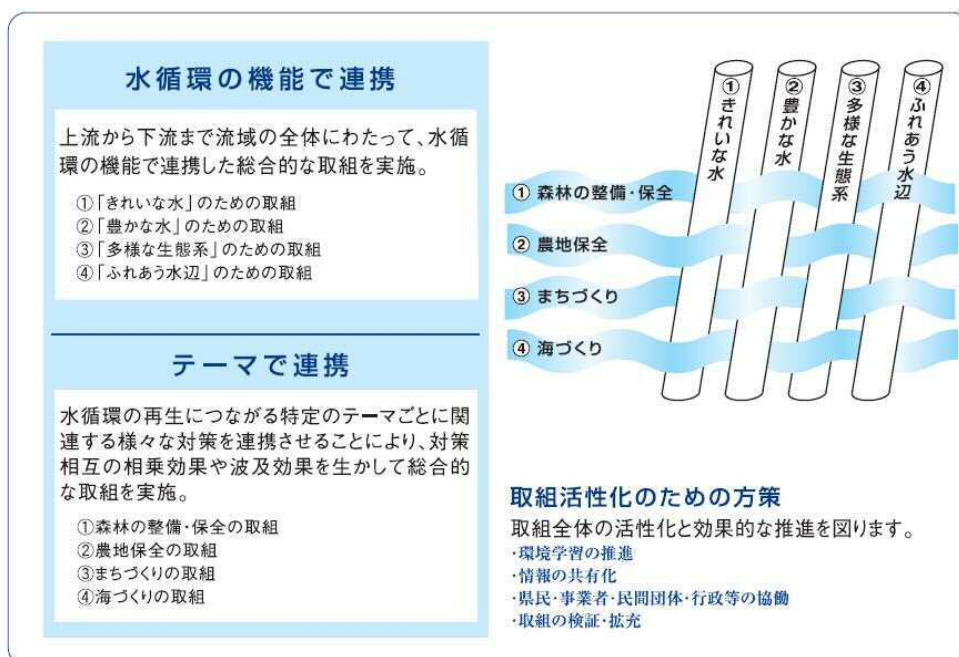 水循環の機能で連携
上流から下流まで流域の全体にわたって、水循
環の機能で連携した総合的な取組を実施。
①「きれいな水」のための取組
②「豊かな水」のための取組
③「多様な生態系」のための取組
④「ふれあう水辺」のための取組
テーマで連携
水循環の再生につながる特定のテーマごとに関
連する様々な対策を連携させることにより、対策
相互の相乗効果や波及効果を生かして総合的
な取組を実施。
①森林の整備・保全の取組
②農地保全の取組
③まちづくりの取組
④海づくりの取組
①きれいな水
②豊かな水
③多様な生態系
④ふれあう水辺
① 森林の整備・保全
② 農地保全
③ まちづくり
④ 海づくり
取組活性化のための方策
取組全体の活性化と効果的な推進を図ります。
・環境学習の推進
・情報の共有化
・県民・事業者・民間団体・行政等の協働
・取組の検証・拡充